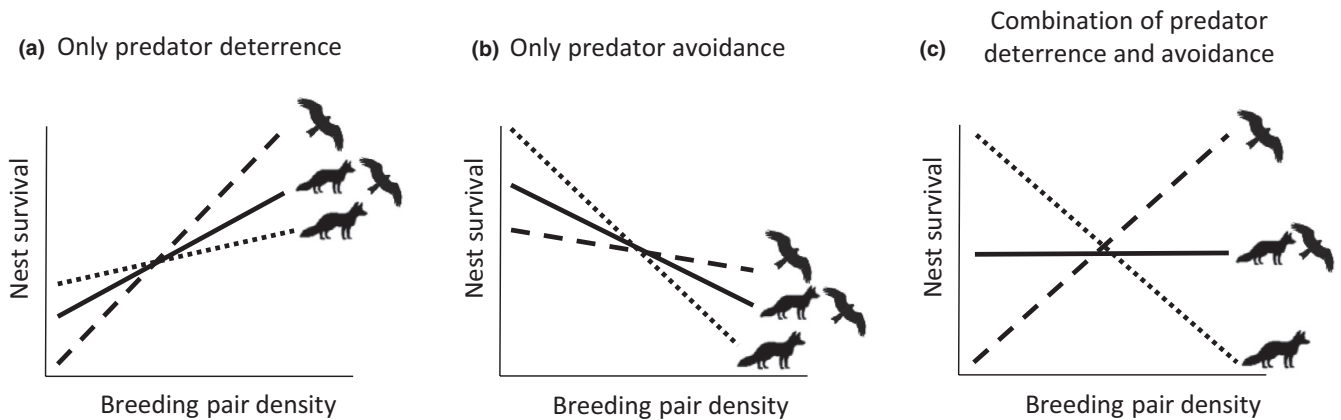 (a) Only predator deterrence
Nest survival
Breeding pair density
(b) Only predator avoidance
Nest survival
Breeding pair density
(c) Combination of predator
deterrence and avoidance
Nest survival
Breeding pair density